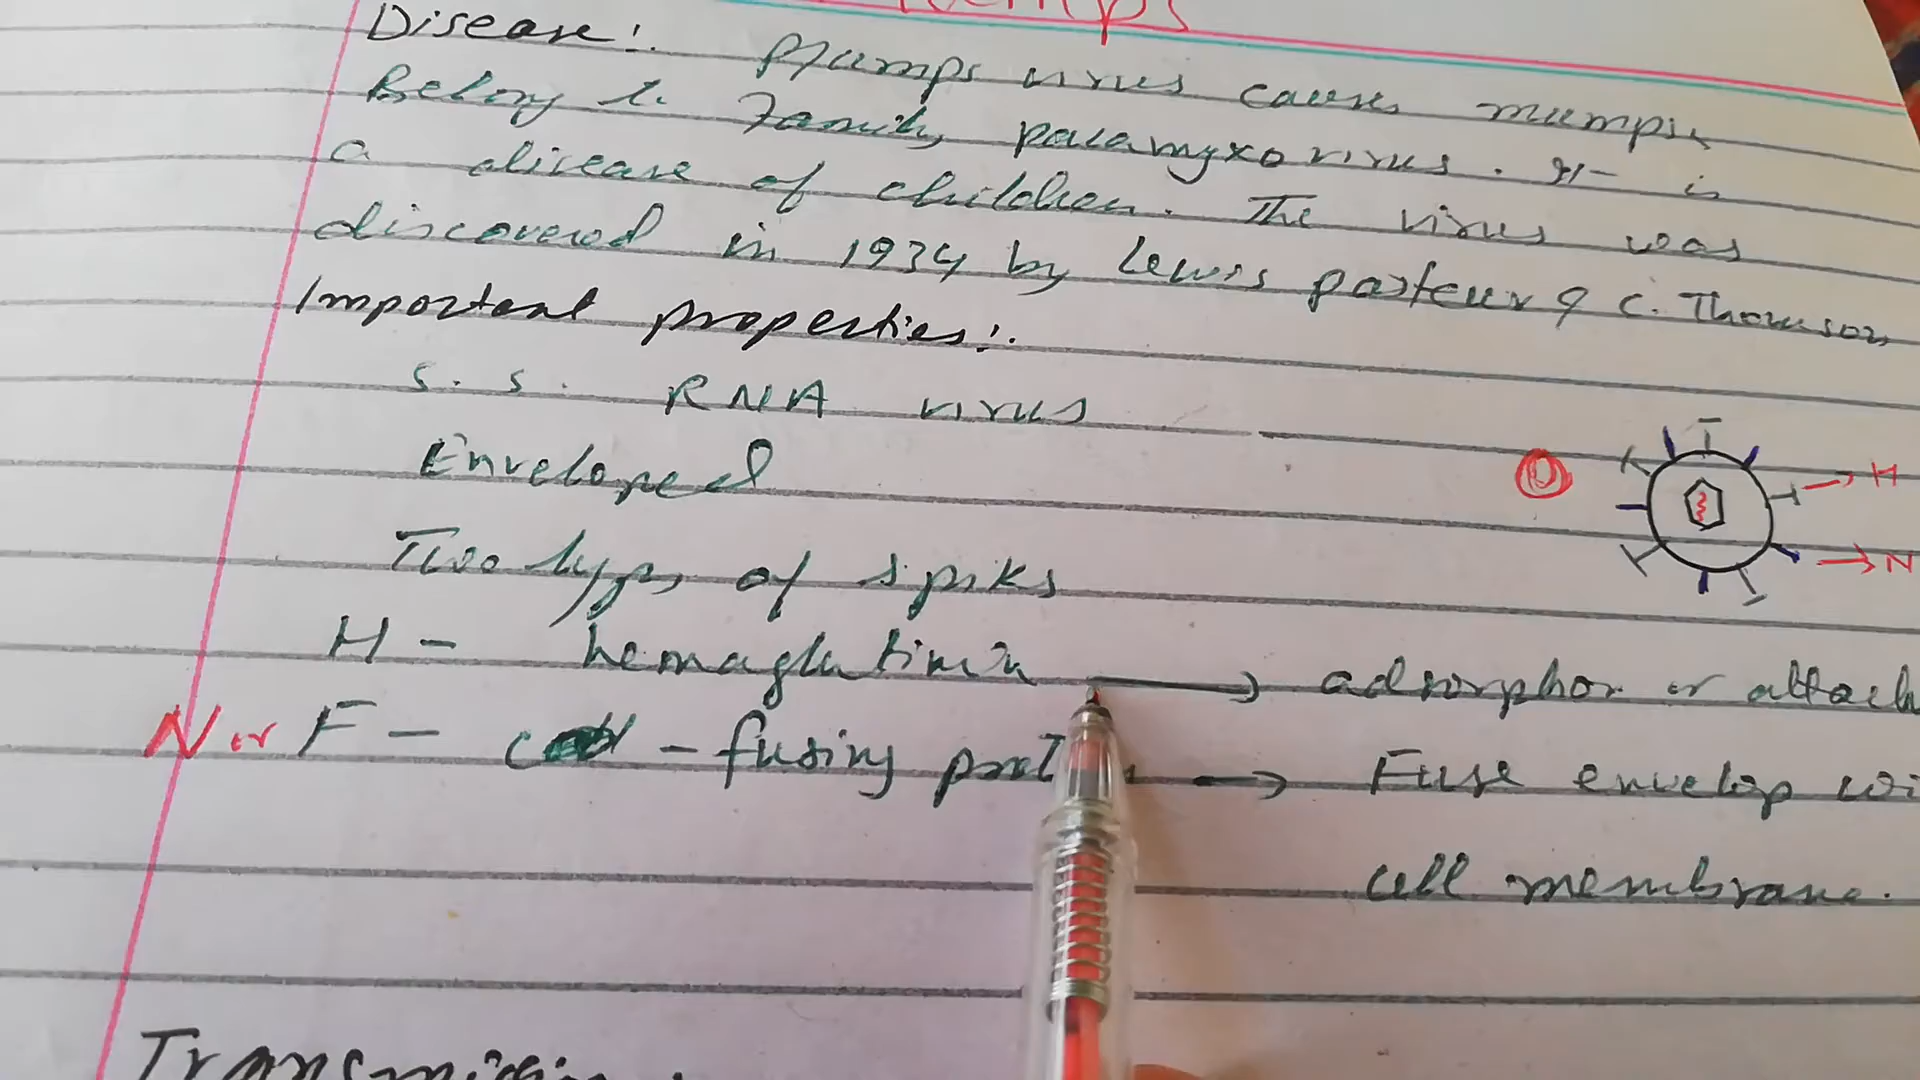 Disease:. Mumps virus causes mumps.
Belong to Family paramyxovirus. It is
a disease of children. The virus was
discovered in 1934 by Lewis pasteur & C. Thomson
Important properties:.
S. S. RNA virus
Enveloped
Two types of spiks
H - hemaglutinin → adsorption or attach
N or F - - fusing → Fuse envelop wi
cell membrane.
H
N